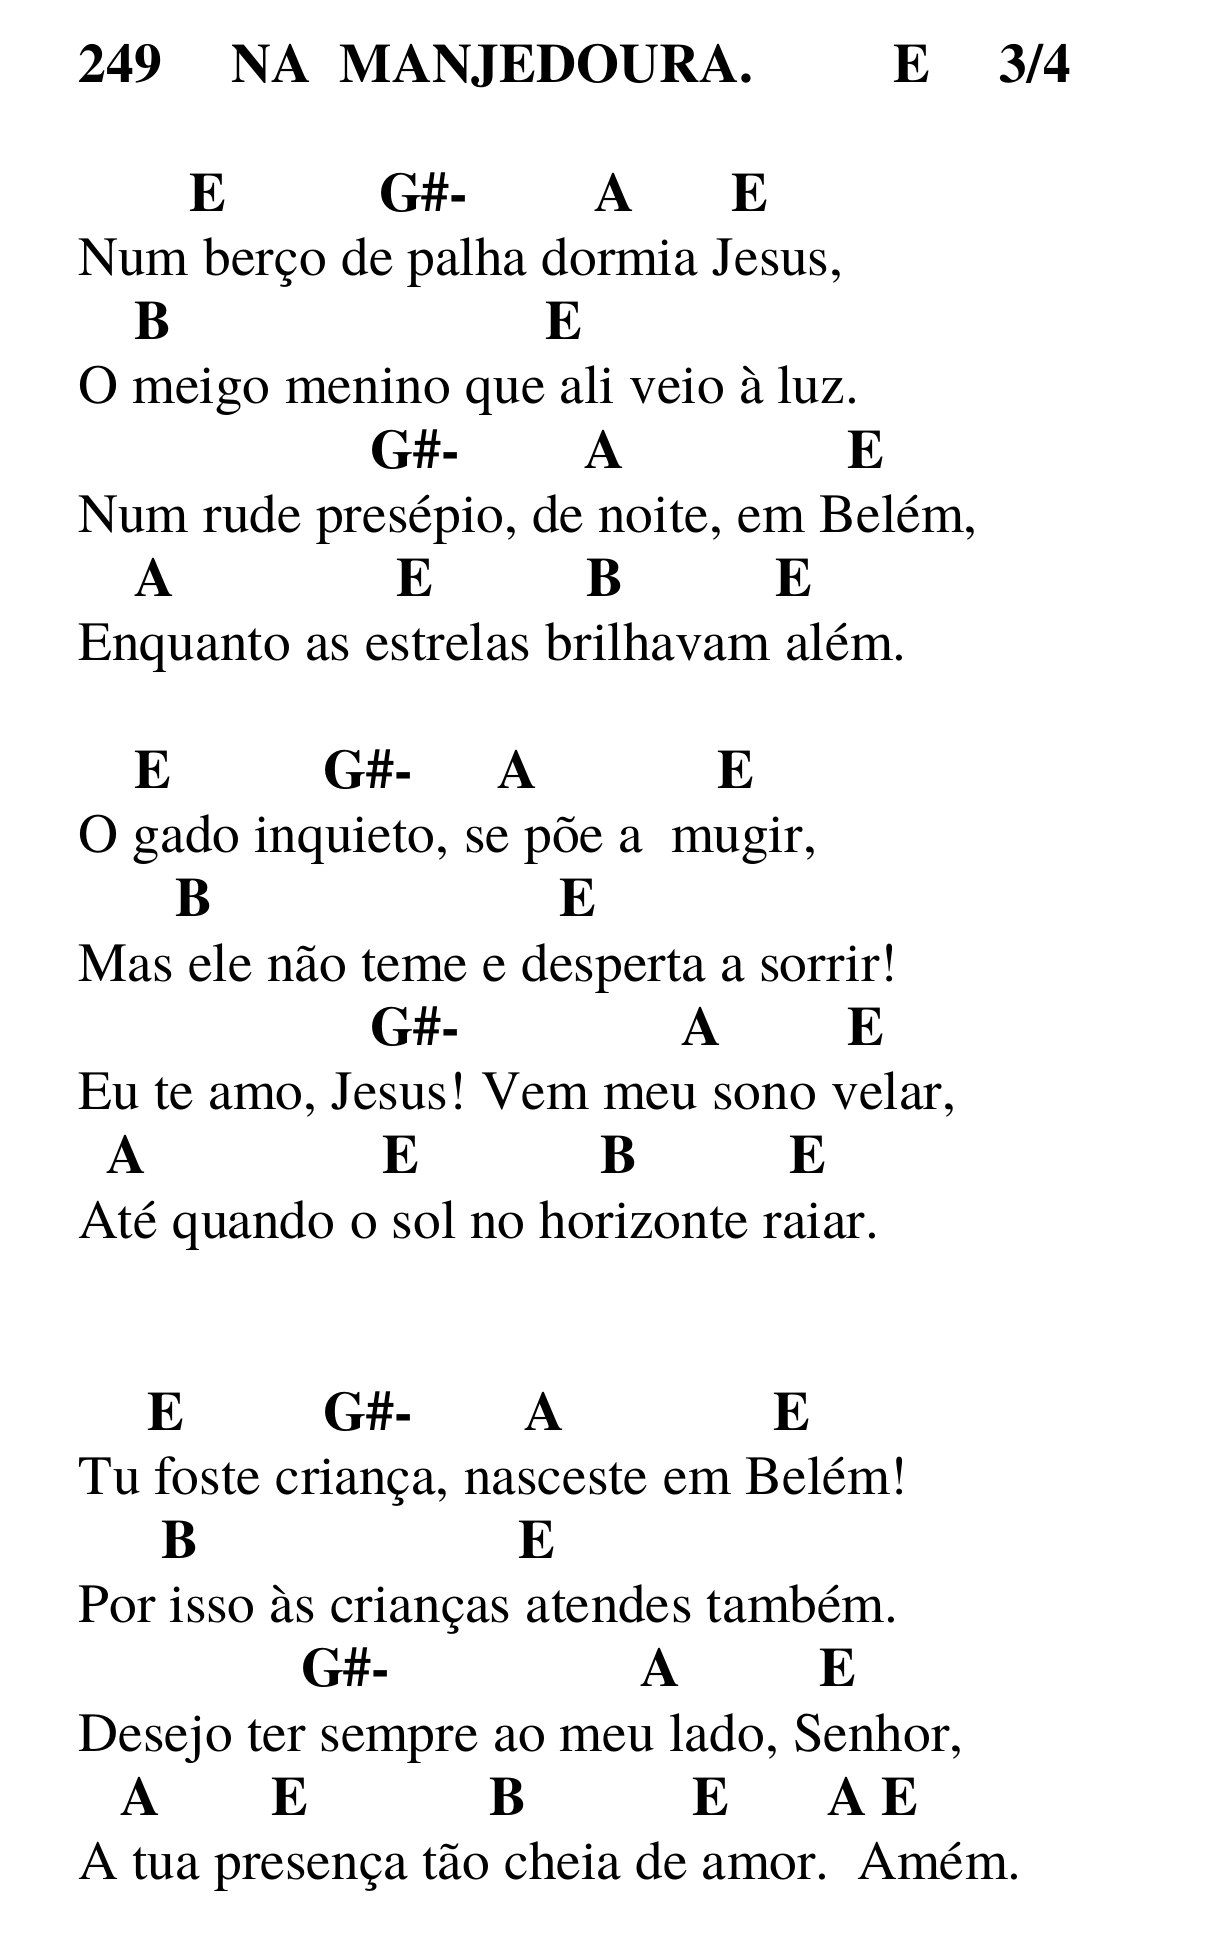 249 NA MANJEDOURA. E 3/4
E G#- A E
Num berço de palha dormia Jesus,
B E
O meigo menino que ali veio à luz.
G#- A E
Num rude presépio, de noite, em Belém,
A E B E
Enquanto as estrelas brilhavam além.
E G#- A E
O gado inquieto, se põe a mugir,
B E
Mas ele não teme e desperta a sorrir!
G#- A E
Eu te amo, Jesus! Vem meu sono velar,
A E B E
Até quando o sol no horizonte raiar.
E G#- A E
Tu foste criança, nasceste em Belém!
B E
Por isso às crianças atendes também.
G#- A E
Desejo ter sempre ao meu lado, Senhor,
A E B E A E
A tua presença tão cheia de amor. Amém.